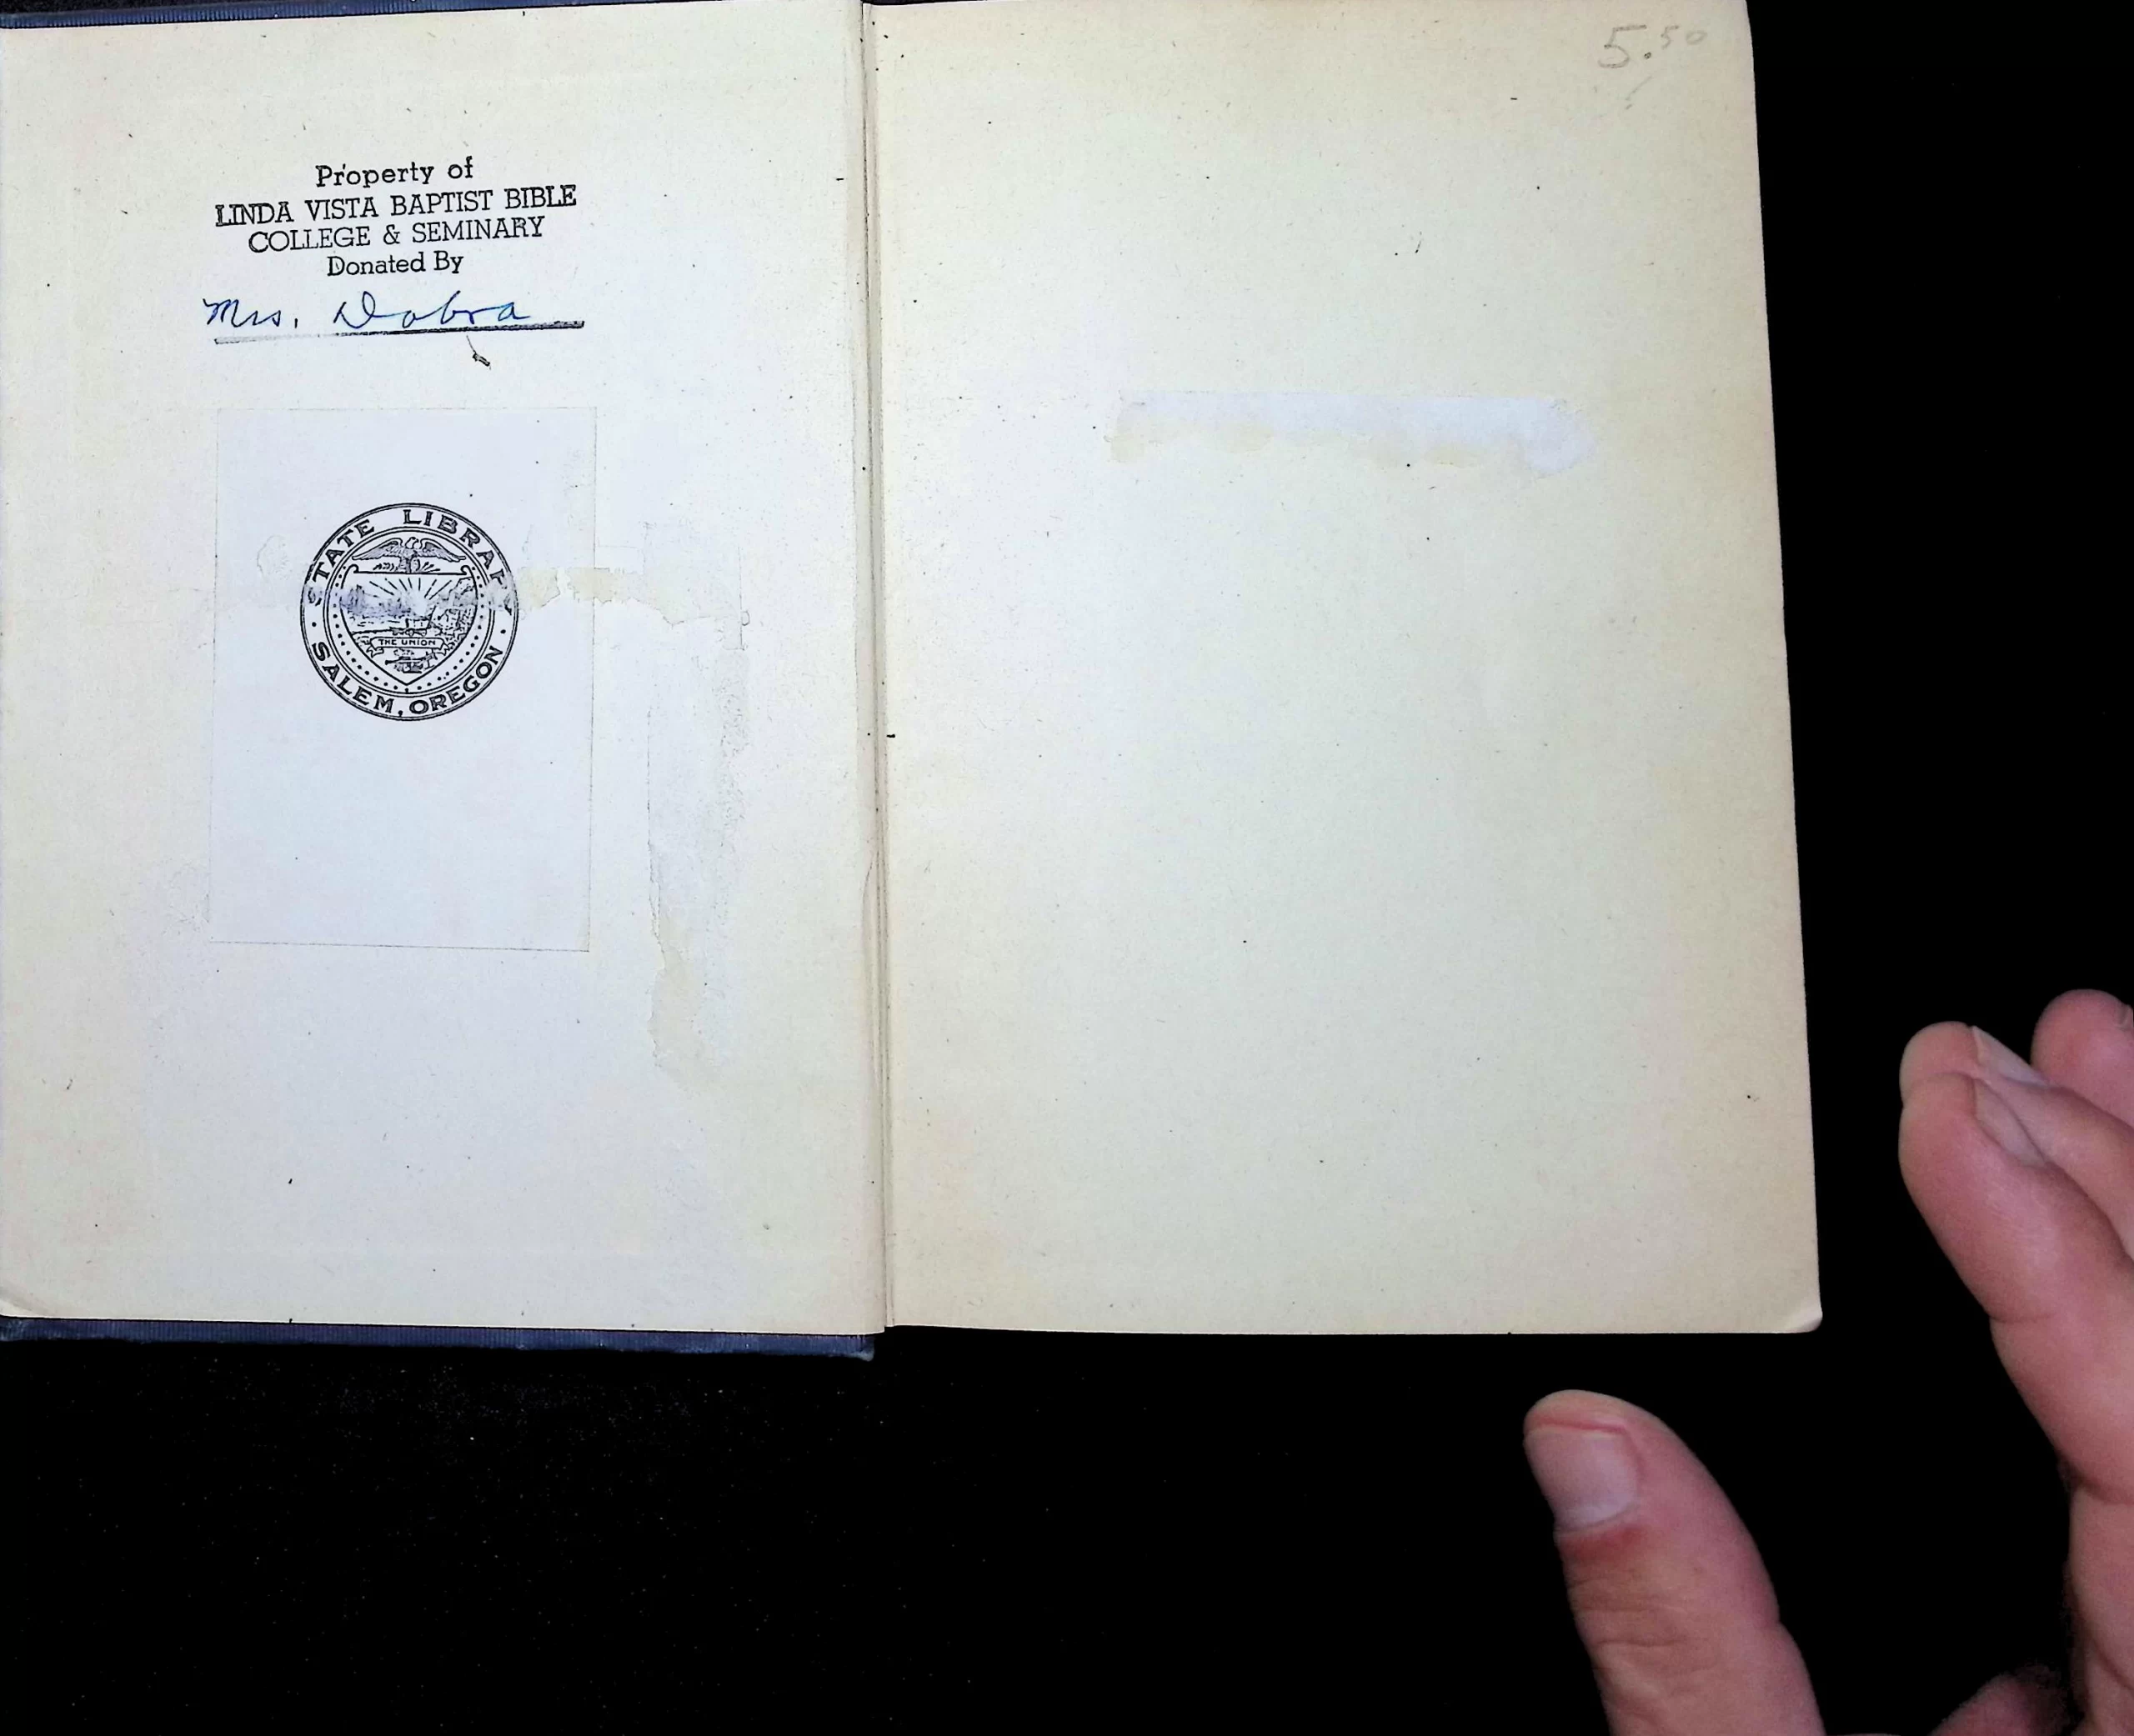 Property of
LINDA VISTA BAPTIST BIBLE
COLLEGE & SEMINARY
Donated By
Mrs. Dobra
STATE LIBRARY
THE UNION
SALEM, OREGON
5.50